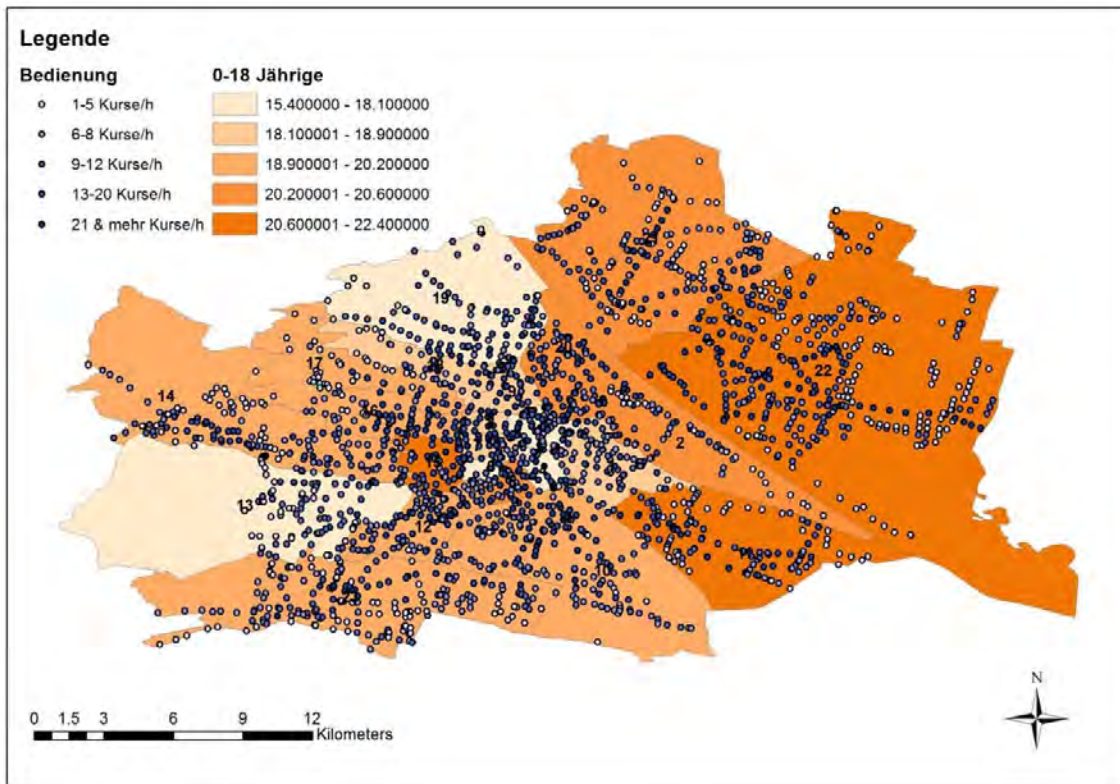 Legende
Bedienung 0-18 Jährige
1-5 Kurse/h 15.400000 - 18.100000
6-8 Kurse/h 18.100001 - 18.900000
9-12 Kurse/h 18.900001 - 20.200000
13-20 Kurse/h 20.200001 - 20.600000
21 & mehr Kurse/h 20.600001 - 22.400000
9
19
17
22
14
16
2
13
12
N
0 1.5 3 6 9 12
Kilometers